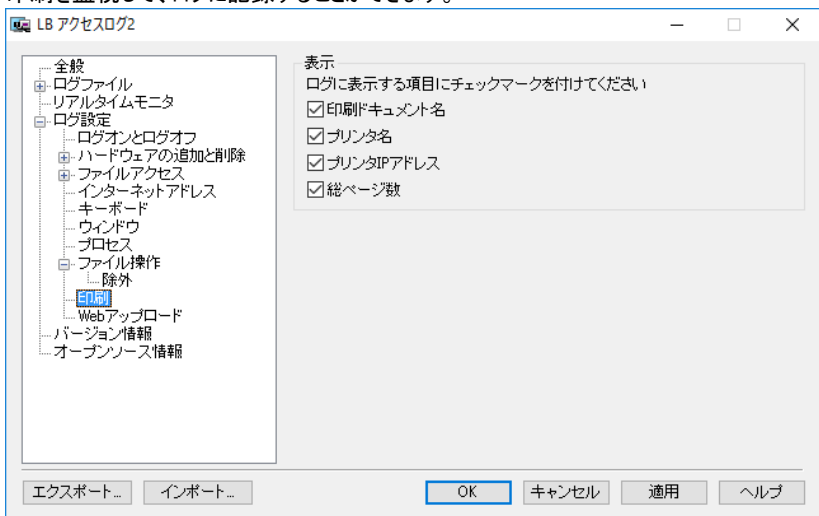 LB アクセスログ2
全般
ログファイル
リアルタイムモニタ
ログ設定
ログオンとログオフ
ハードウェアの追加と削除
ファイルアクセス
インターネットアドレス
キーボード
ウィンドウ
プロセス
ファイル操作
除外
印刷
Webアップロード
バージョン情報
オープンソース情報
表示
ログに表示する項目にチェックマークを付けてください
印刷ドキュメント名
プリンタ名
プリンタIPアドレス
総ページ数
エクスポート... インポート... OK キャンセル 適用 ヘルプ